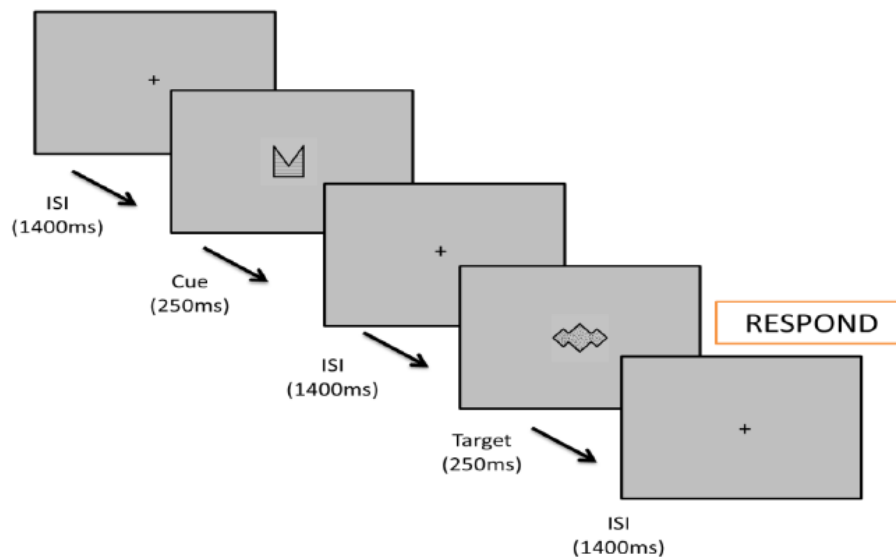 ISI
(1400ms)
Cue
(250ms)
ISI
(1400ms)
Target
(250ms)
RESPOND
ISI
(1400ms)